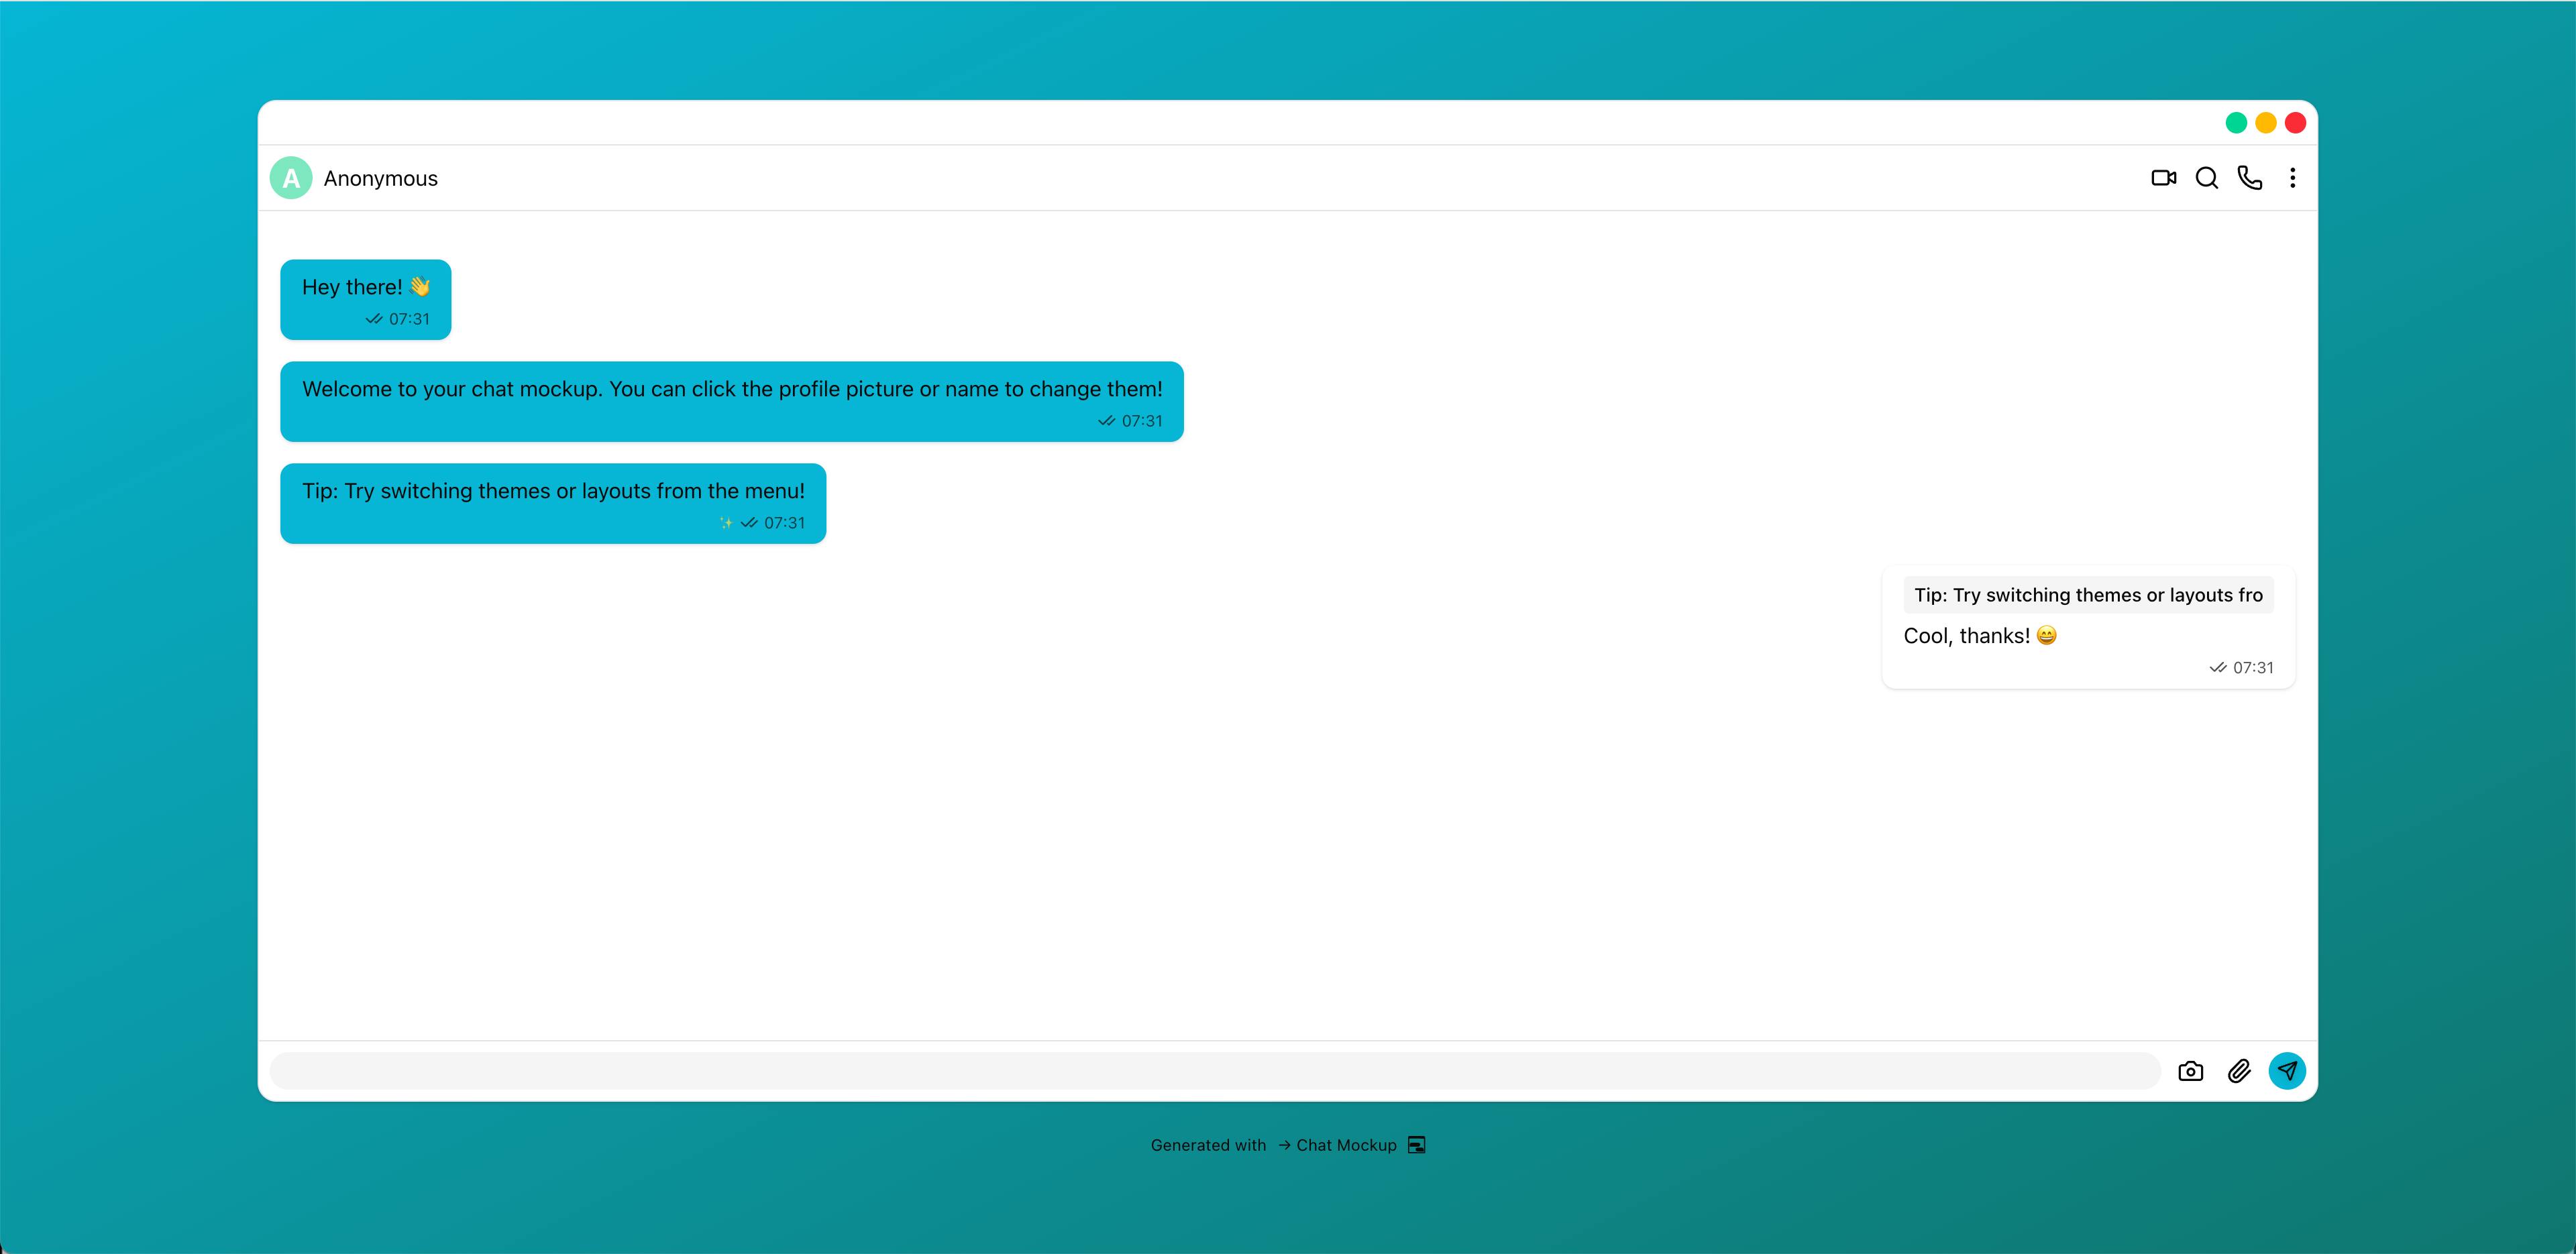 A
Anonymous
Hey there! 👋
07:31
Welcome to your chat mockup. You can click the profile picture or name to change them!
07:31
Tip: Try switching themes or layouts from the menu!
✨ 07:31
Tip: Try switching themes or layouts fro
Cool, thanks! 😄
07:31
Generated with → Chat Mockup